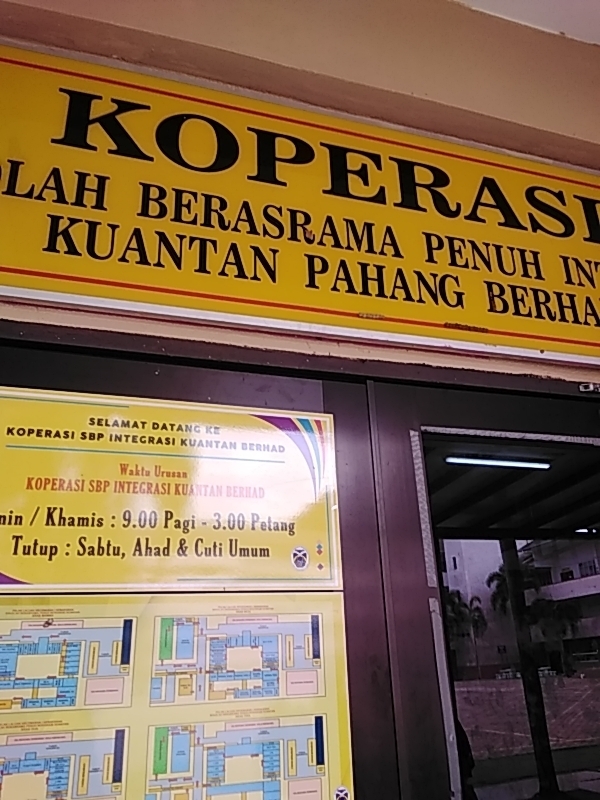 KOPERASI
OLAH BERASRAMA PENUH INT
KUANTAN PAHANG BERHA
SELAMAT DATANG KE
KOPERASI SBP INTEGRASI KUANTAN BERHAD
Waktu Urusan
KOPERASI SBP INTEGRASI KUANTAN BERHAD
nin / Khamis : 9.00 Pagi - 3.00 Petang
Tutup : Sabtu, Ahad & Cuti Umum